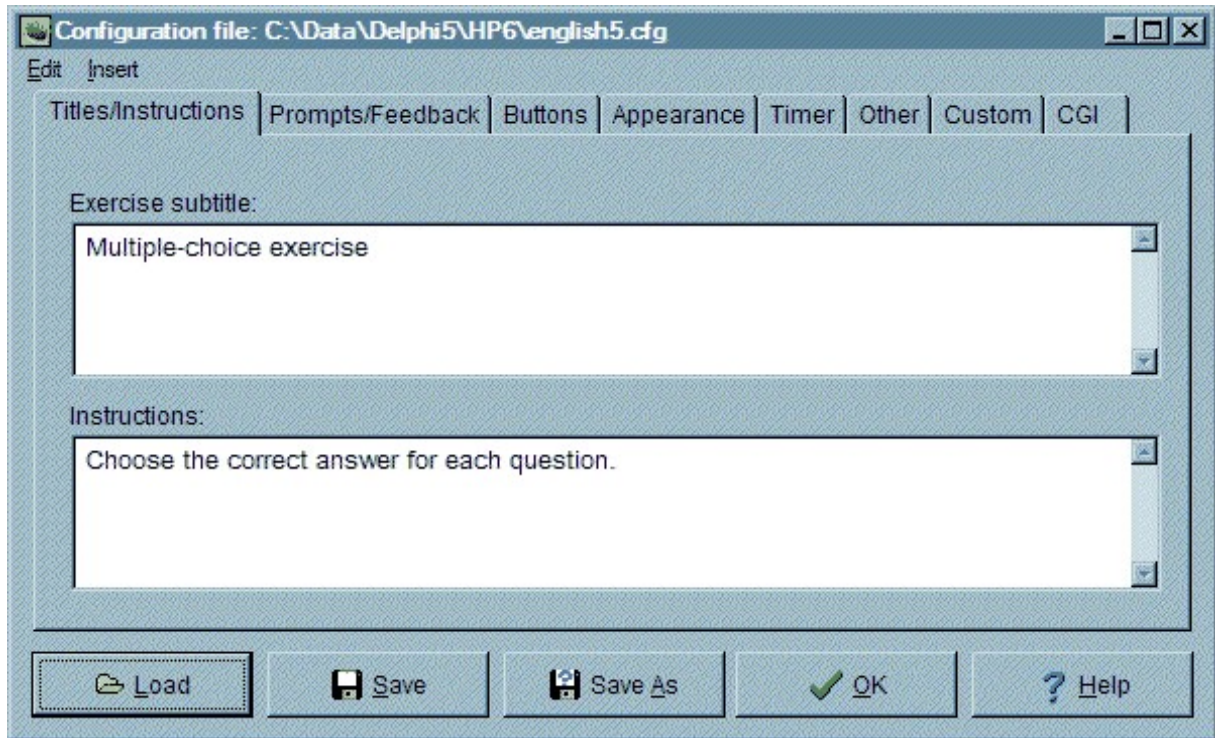 Configuration file: C:\Data\Delphi5\HP6\english5.cfg
Edit Insert
Titles/Instructions Prompts/Feedback Buttons Appearance Timer Other Custom CGI
Exercise subtitle:
Multiple-choice exercise
Instructions:
Choose the correct answer for each question.
Load Save Save As OK Help